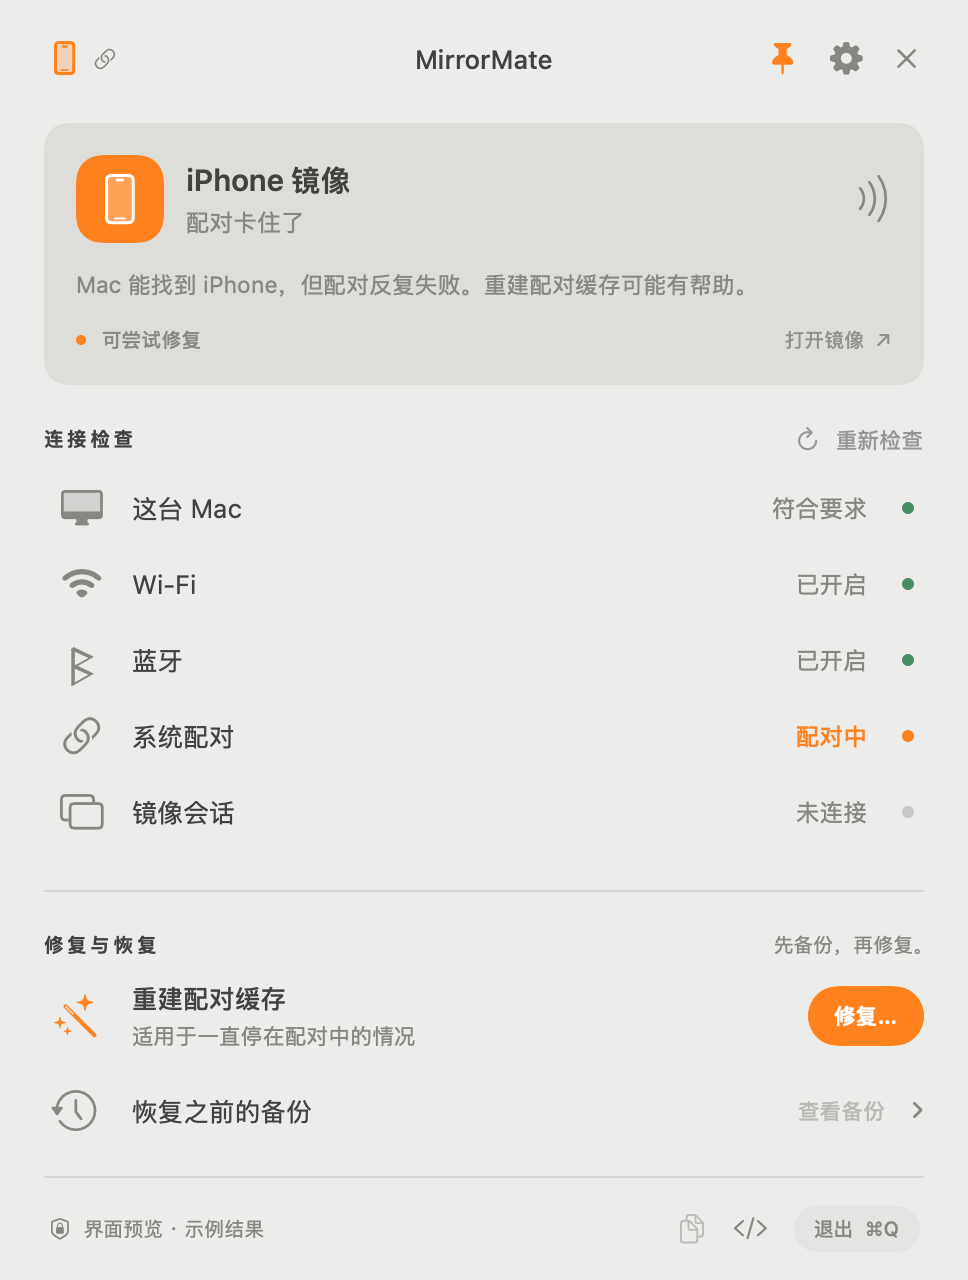 MirrorMate
iPhone 镜像
配对卡住了
Mac 能找到 iPhone，但配对反复失败。重建配对缓存可能有帮助。
可尝试修复
打开镜像
连接检查
重新检查
这台 Mac
符合要求
Wi-Fi
已开启
蓝牙
已开启
系统配对
配对中
镜像会话
未连接
修复与恢复
先备份，再修复。
重建配对缓存
适用于一直停在配对中的情况
修复...
恢复之前的备份
查看备份
界面预览 · 示例结果
退出 ⌘Q